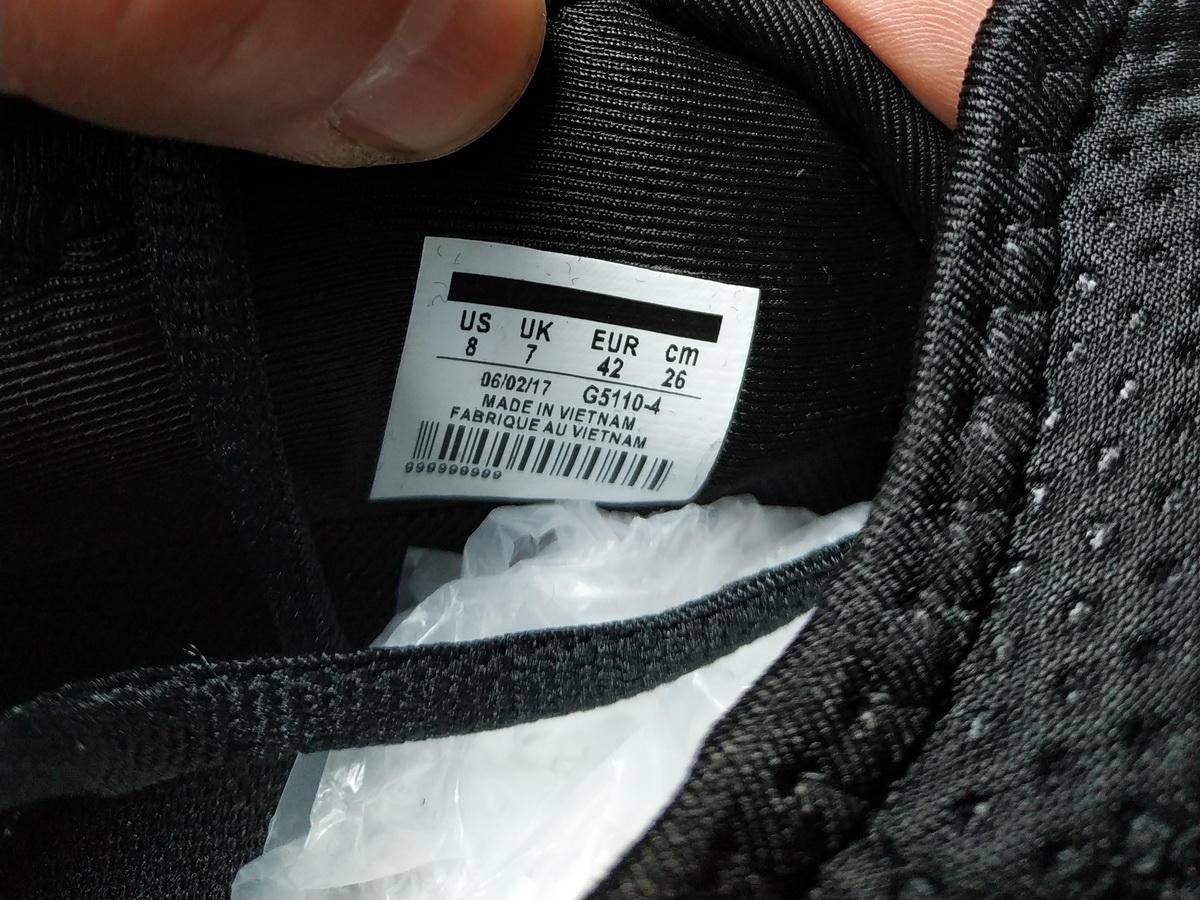 US UK EUR cm
8 7 42 26
06/02/17 G5110-4
MADE IN VIETNAM
FABRIQUE AU VIETNAM
999999999